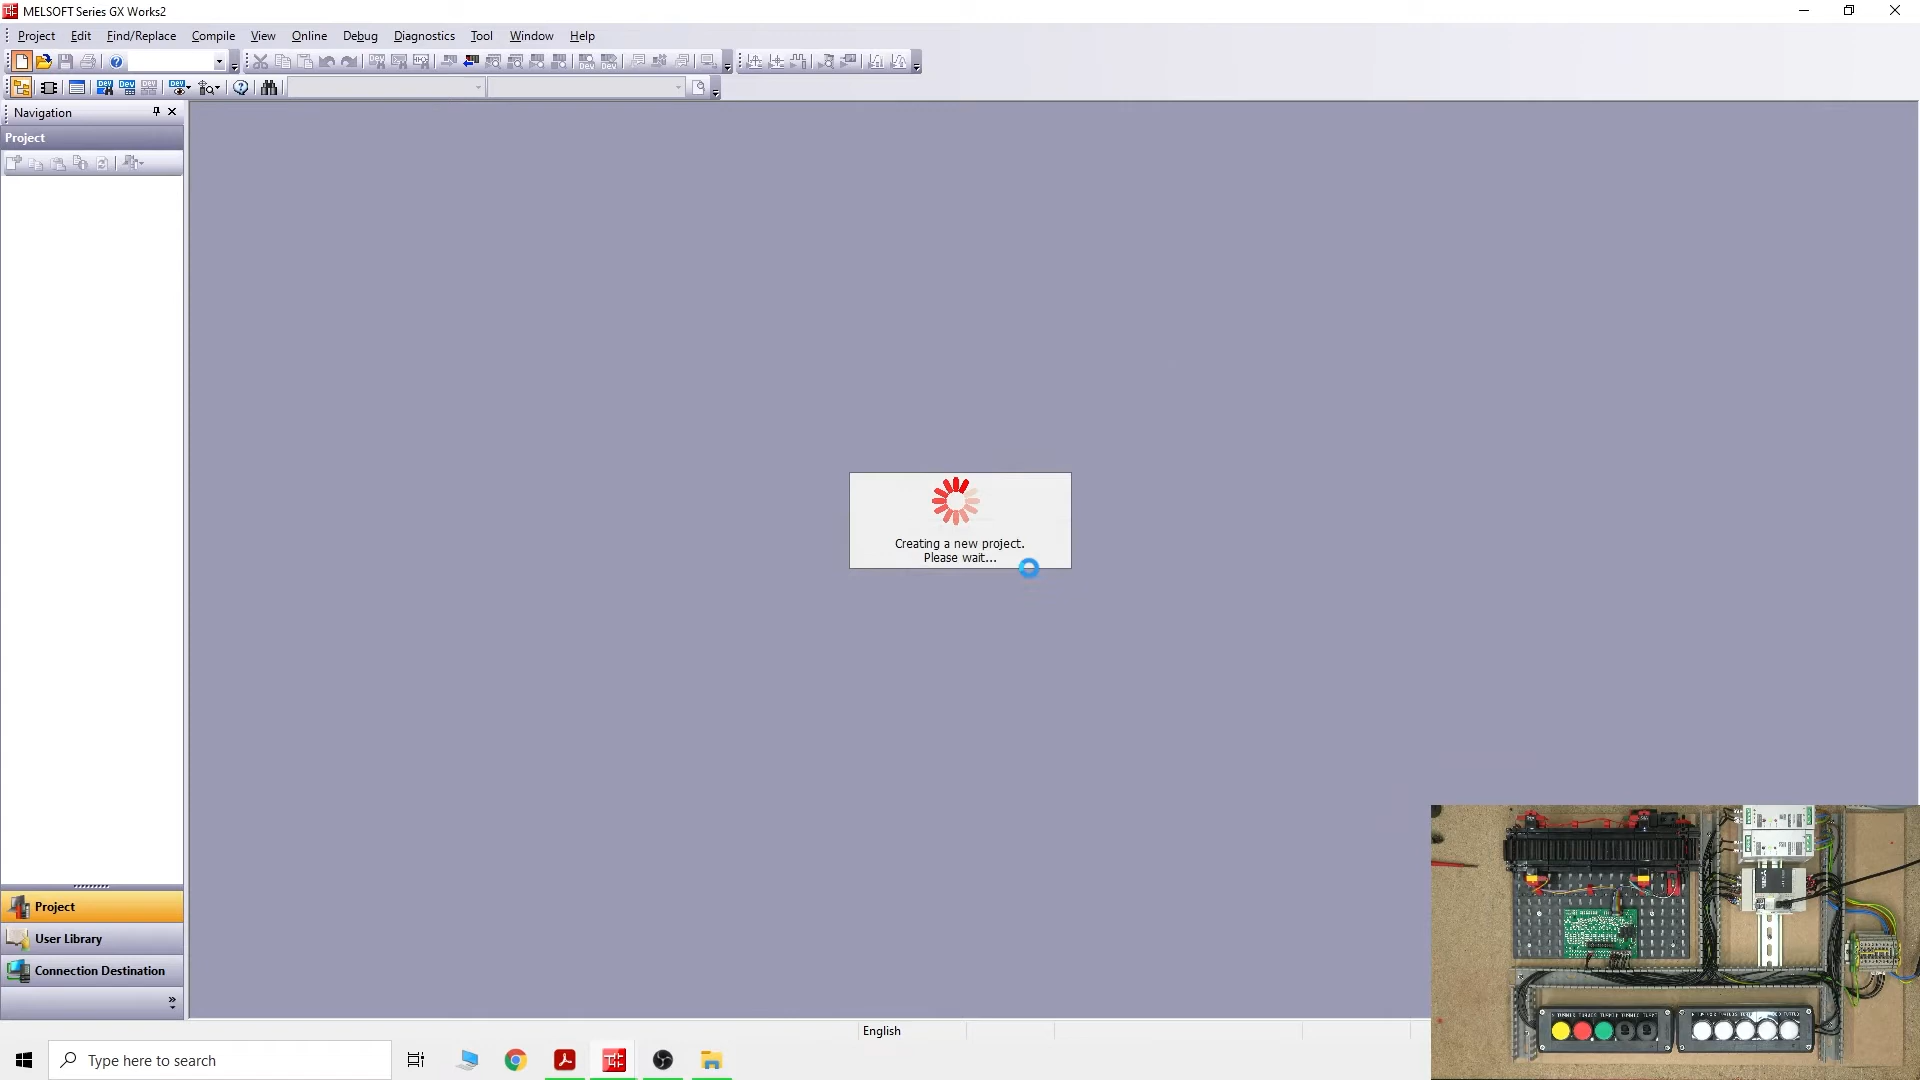 MELSOFT Series GX Works2
Project Edit Find/Replace Compile View Online Debug Diagnostics Tool Window Help
Navigation
Project
Creating a new project.
Please wait...
Project
User Library
Connection Destination
English
Type here to search